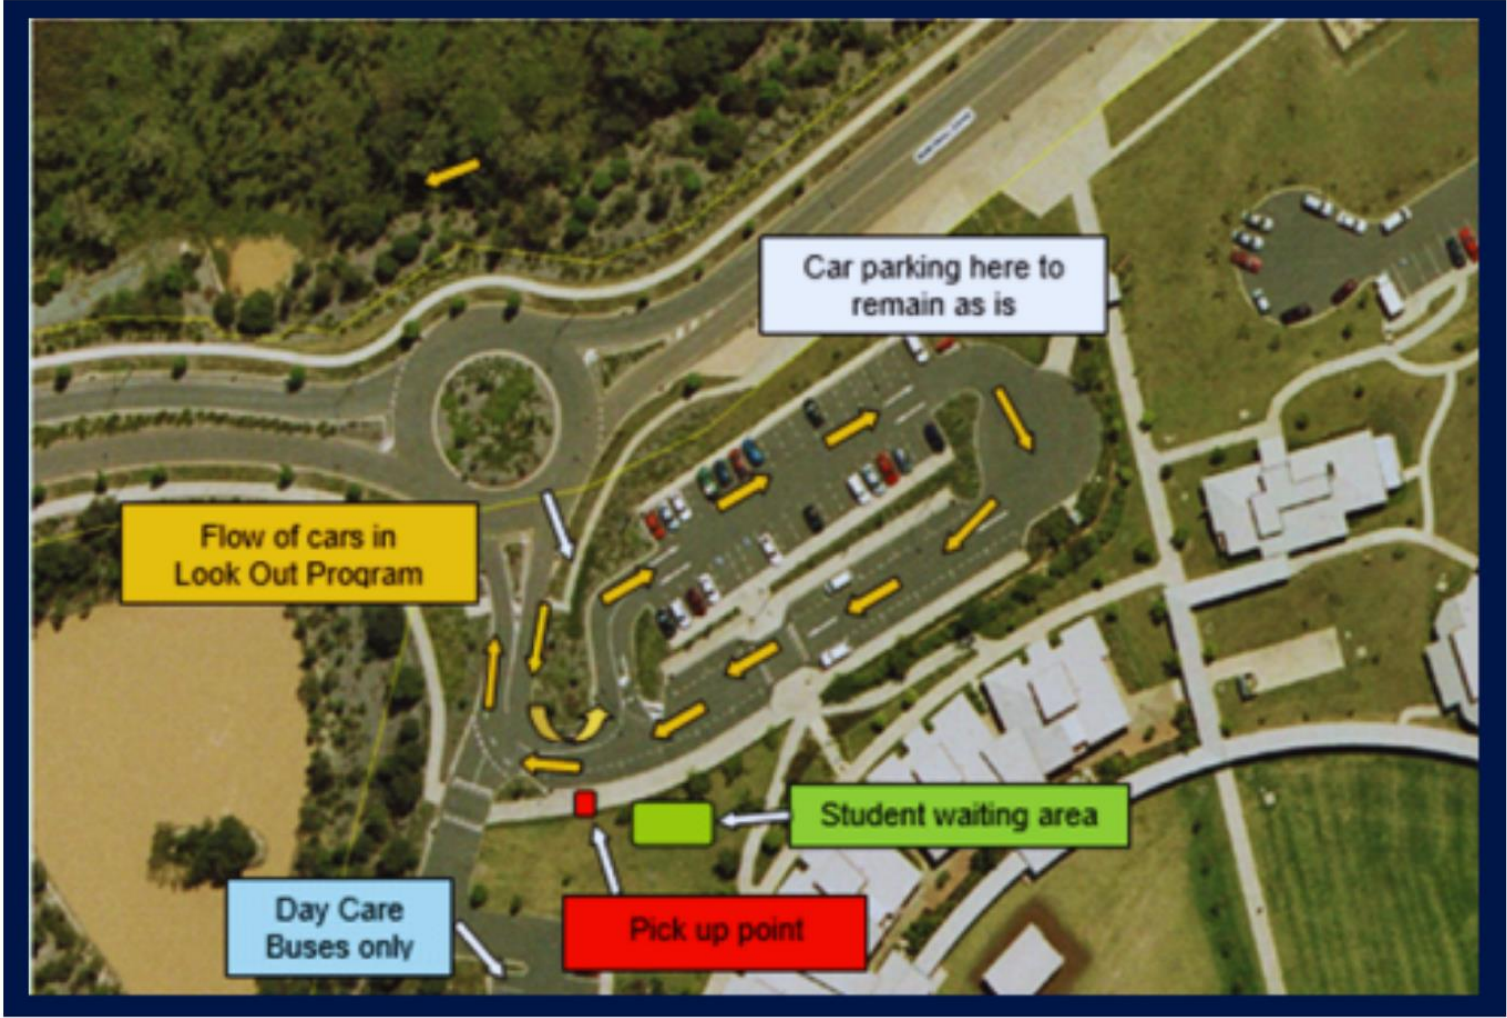 Car parking here to
remain as is
Flow of cars in
Look Out Program
Student waiting area
Day Care
Buses only
Pick up point